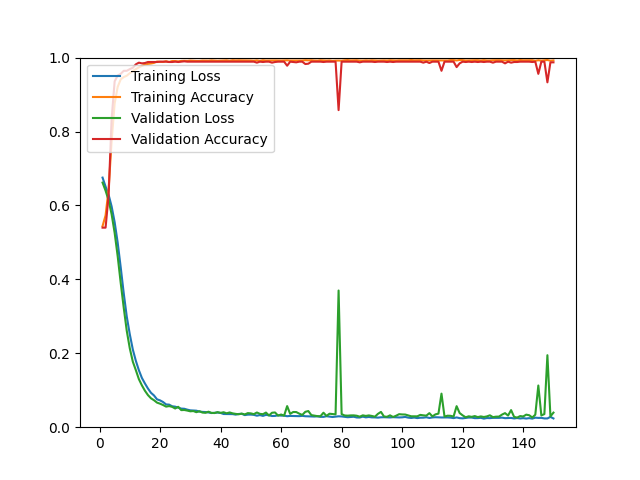 1.0
0.8
0.6
0.4
0.2
0.0
Training Loss
Training Accuracy
Validation Loss
Validation Accuracy
0 20 40 60 80 100 120 140